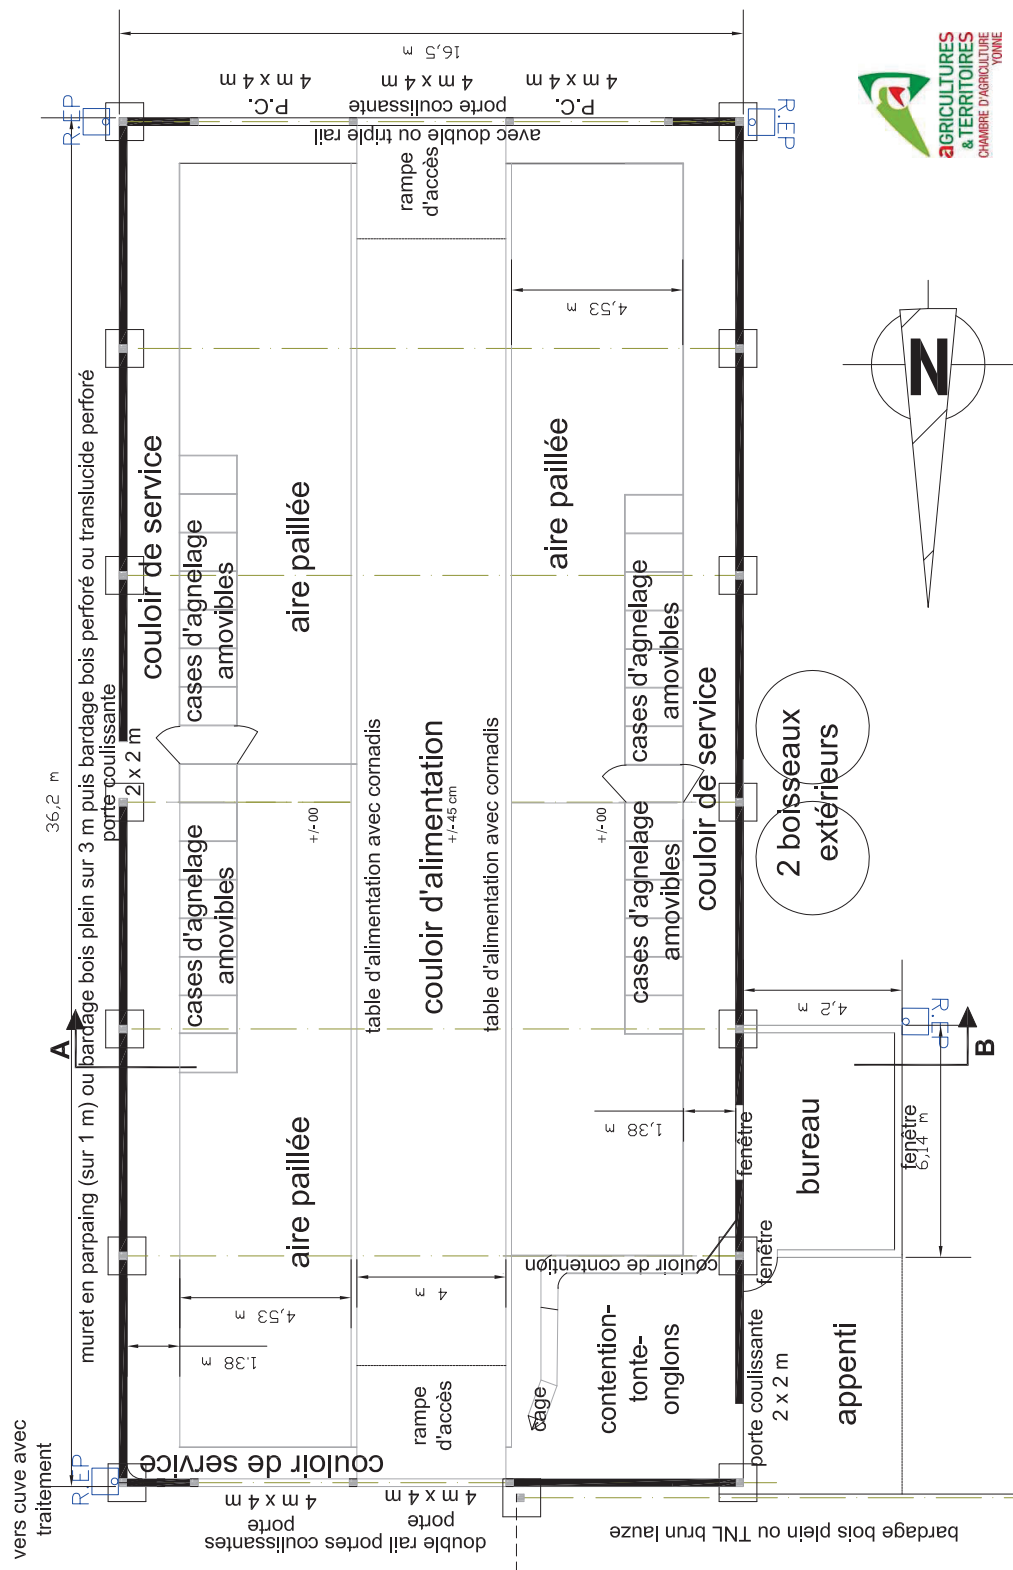 16,5 m
4 m x 4 m
P.C.
4 m x 4 m
porte coulissante
avec double ou triple rail
4 m x 4 m
P.C.
R.EP
R.EP
aGRICULTURES
& TERRITOIRES
CHAMBRE D'AGRICULTURE
YONNE
rampe
d'accès
4,53 m
N
36,2 m
muret en parpaing (sur 1 m) ou bardage bois plein sur 3 m puis bardage bois perforé ou translucide perforé
porte coulissante
2 x 2 m
couloir de service
cases d'agnelage
amovibles
aire paillée
aire paillée
cases d'agnelage
amovibles
couloir de service
+/-00
table d'alimentation avec cornadis
couloir d'alimentation
+/-45 cm
table d'alimentation avec cornadis
+/-00
2 boisseaux
extérieurs
cases d'agnelage
amovibles
cases d'agnelage
amovibles
A
B
4,2 m
R.EP
6,14 m
fenêtre
fenêtre
bureau
1,38 m
aire paillée
fenêtre
couloir de contention
4,53 m
4 m
1.38 m
contention-
tonte-
onglons
cage
porte coulissante
2 x 2 m
appenti
rampe
d'accès
couloir de service
vers cuve avec
traitement
R.EP
4 m x 4 m
porte
4 m x 4 m
porte
double rail portes coulissantes
bardage bois plein ou TNL brun lauze